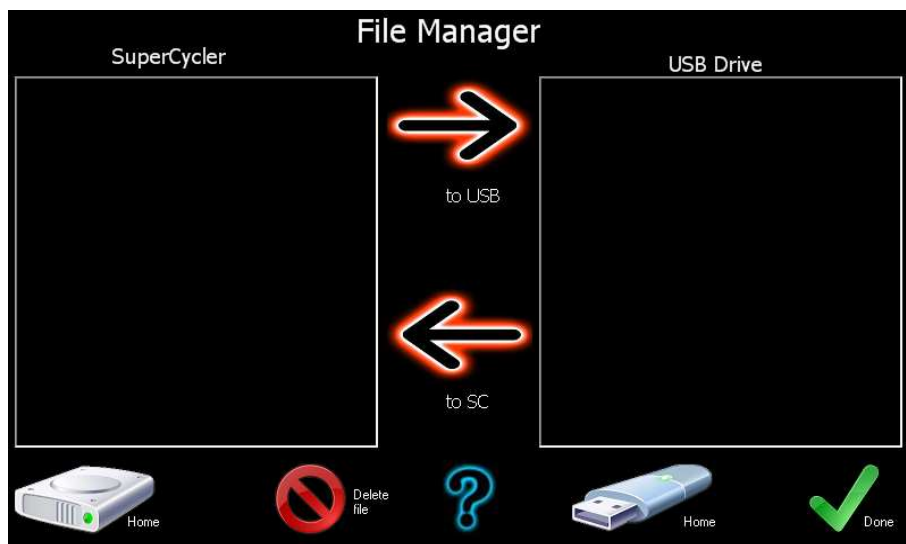 File Manager
SuperCycler
USB Drive
to USB
to SC
Home
Delete
file
Home
Done